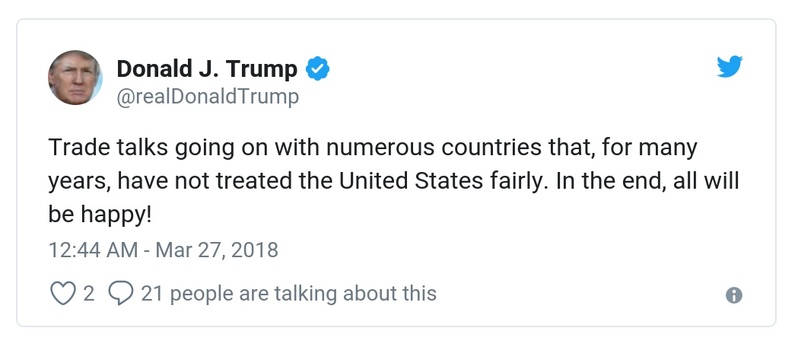 Donald J. Trump
@realDonaldTrump
Trade talks going on with numerous countries that, for many
years, have not treated the United States fairly. In the end, all will
be happy!
12:44 AM - Mar 27, 2018
2 21 people are talking about this